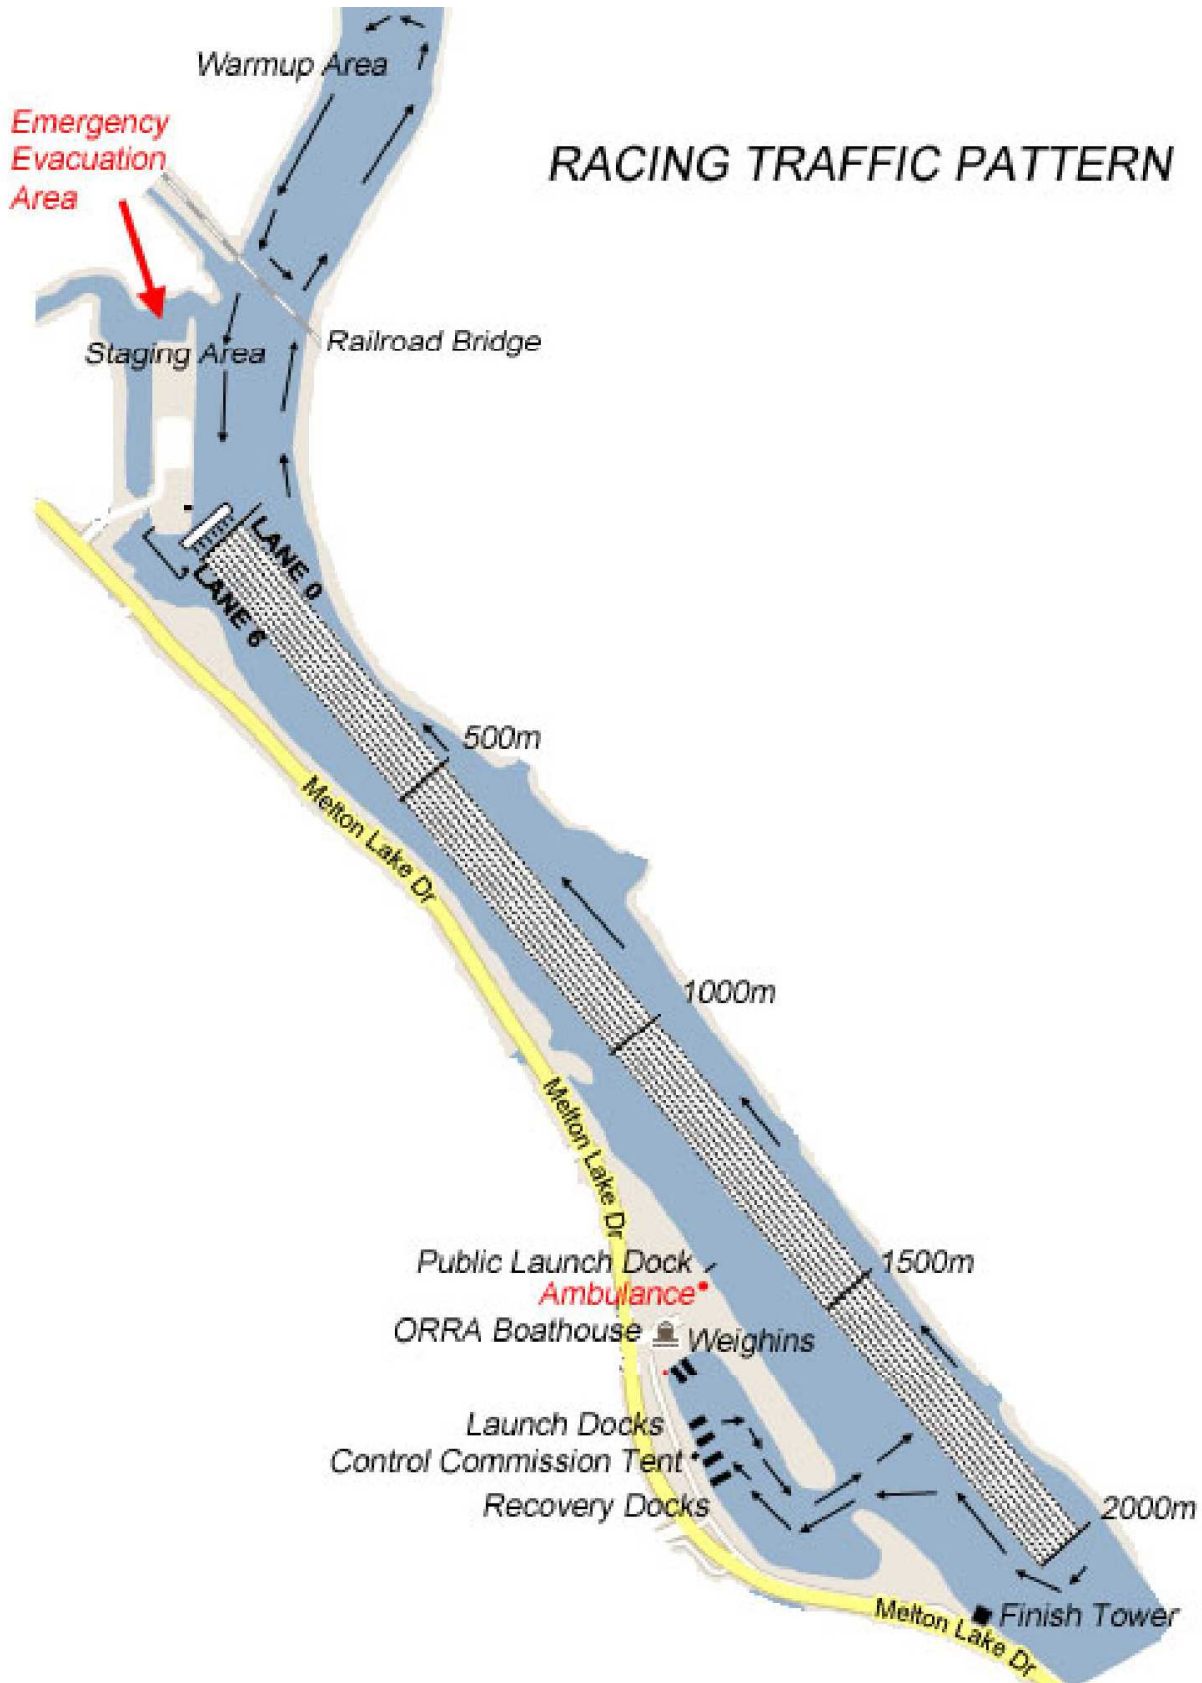 Warmup Area
Emergency
Evacuation
Area
RACING TRAFFIC PATTERN
Railroad Bridge
Staging Area
LANE 0
LANE 6
500m
Melton Lake Dr
1000m
Melton Lake Dr
Public Launch Dock
1500m
Ambulance
ORRA Boathouse
Weighins
Launch Docks
Control Commission Tent
Recovery Docks
2000m
Melton Lake Dr
Finish Tower